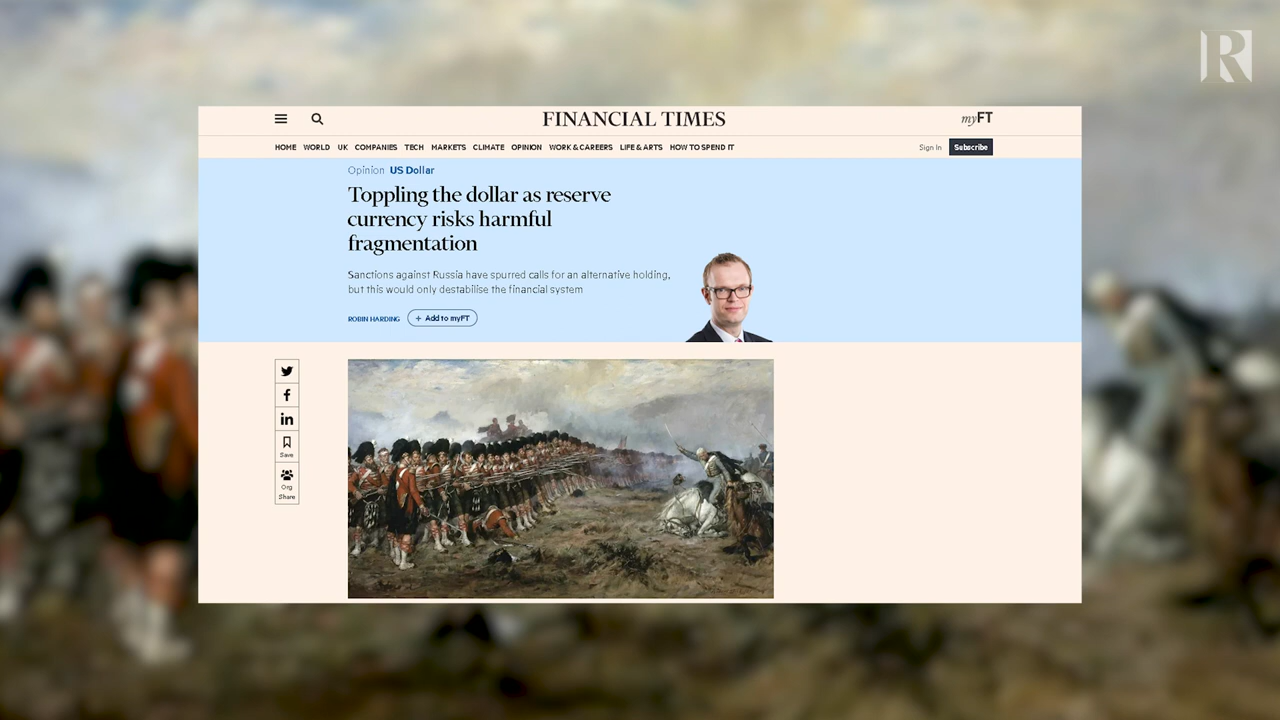 R
FINANCIAL TIMES
myFT
HOME WORLD UK COMPANIES TECH MARKETS CLIMATE OPINION WORK & CAREERS LIFE & ARTS HOW TO SPEND IT
Sign In Subscribe
Opinion US Dollar
Toppling the dollar as reserve
currency risks harmful
fragmentation
Sanctions against Russia have spurred calls for an alternative holding,
but this would only destabilise the financial system
ROBIN HARDING + Add to myFT
Save
Org
Share